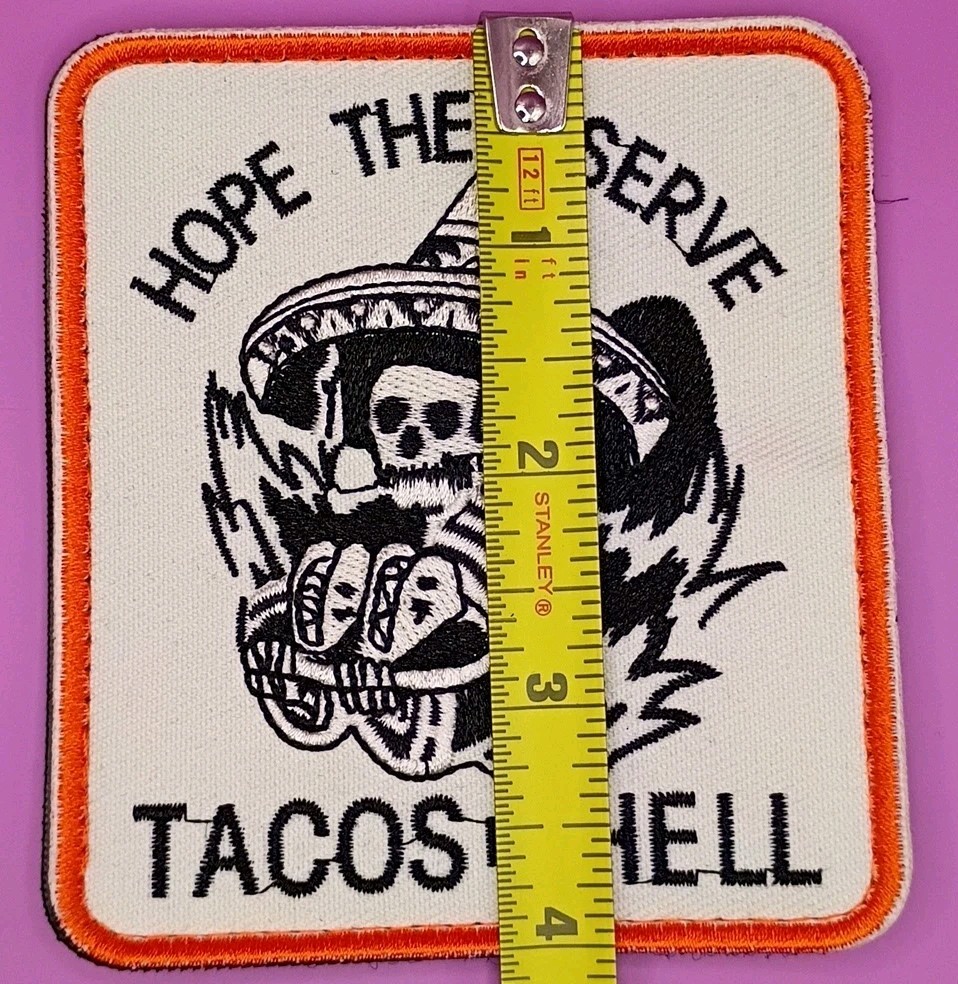 HOPE THE SERVE
12 ft
1
ft
in
2
STANLEY®
3
TACOS HELL
4